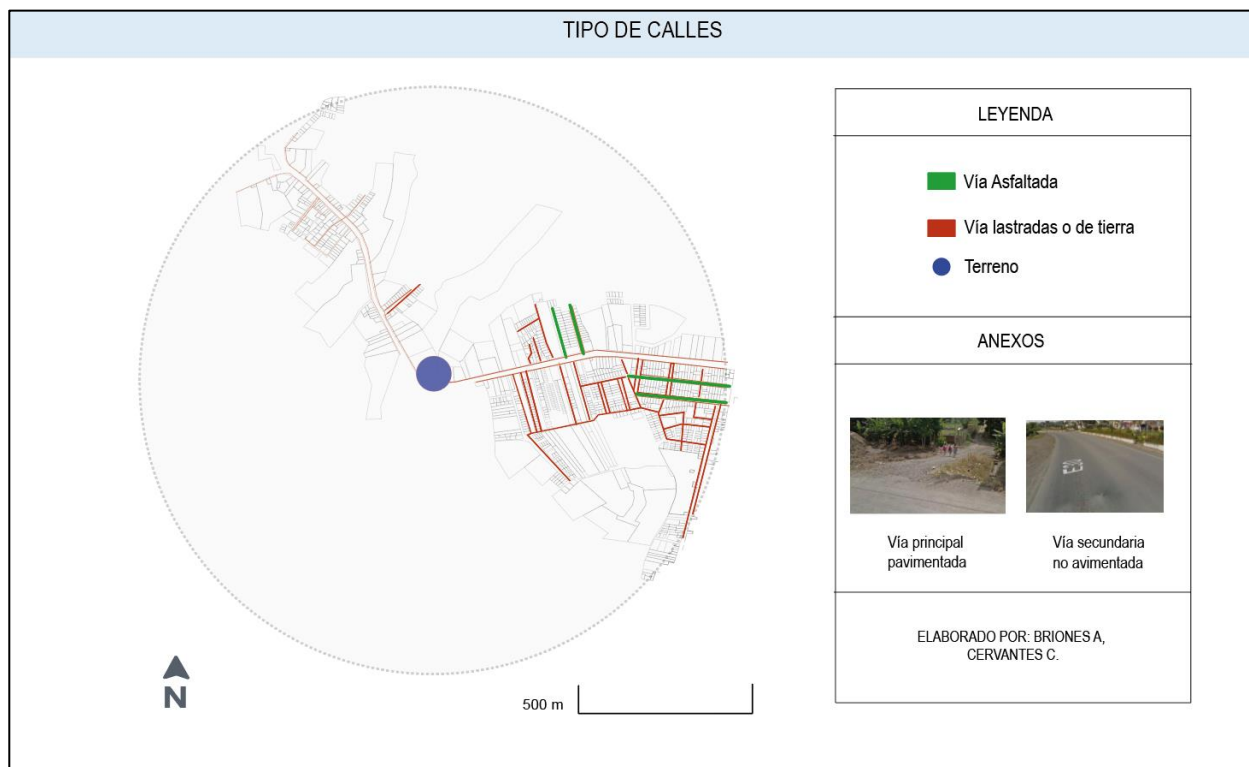 TIPO DE CALLES
LEYENDA
Vía Asfaltada
Vía lastradas o de tierra
Terreno
ANEXOS
Vía principal
pavimentada
Vía secundaria
no avimentada
ELABORADO POR: BRIONES A,
CERVANTES C.
N
500 m